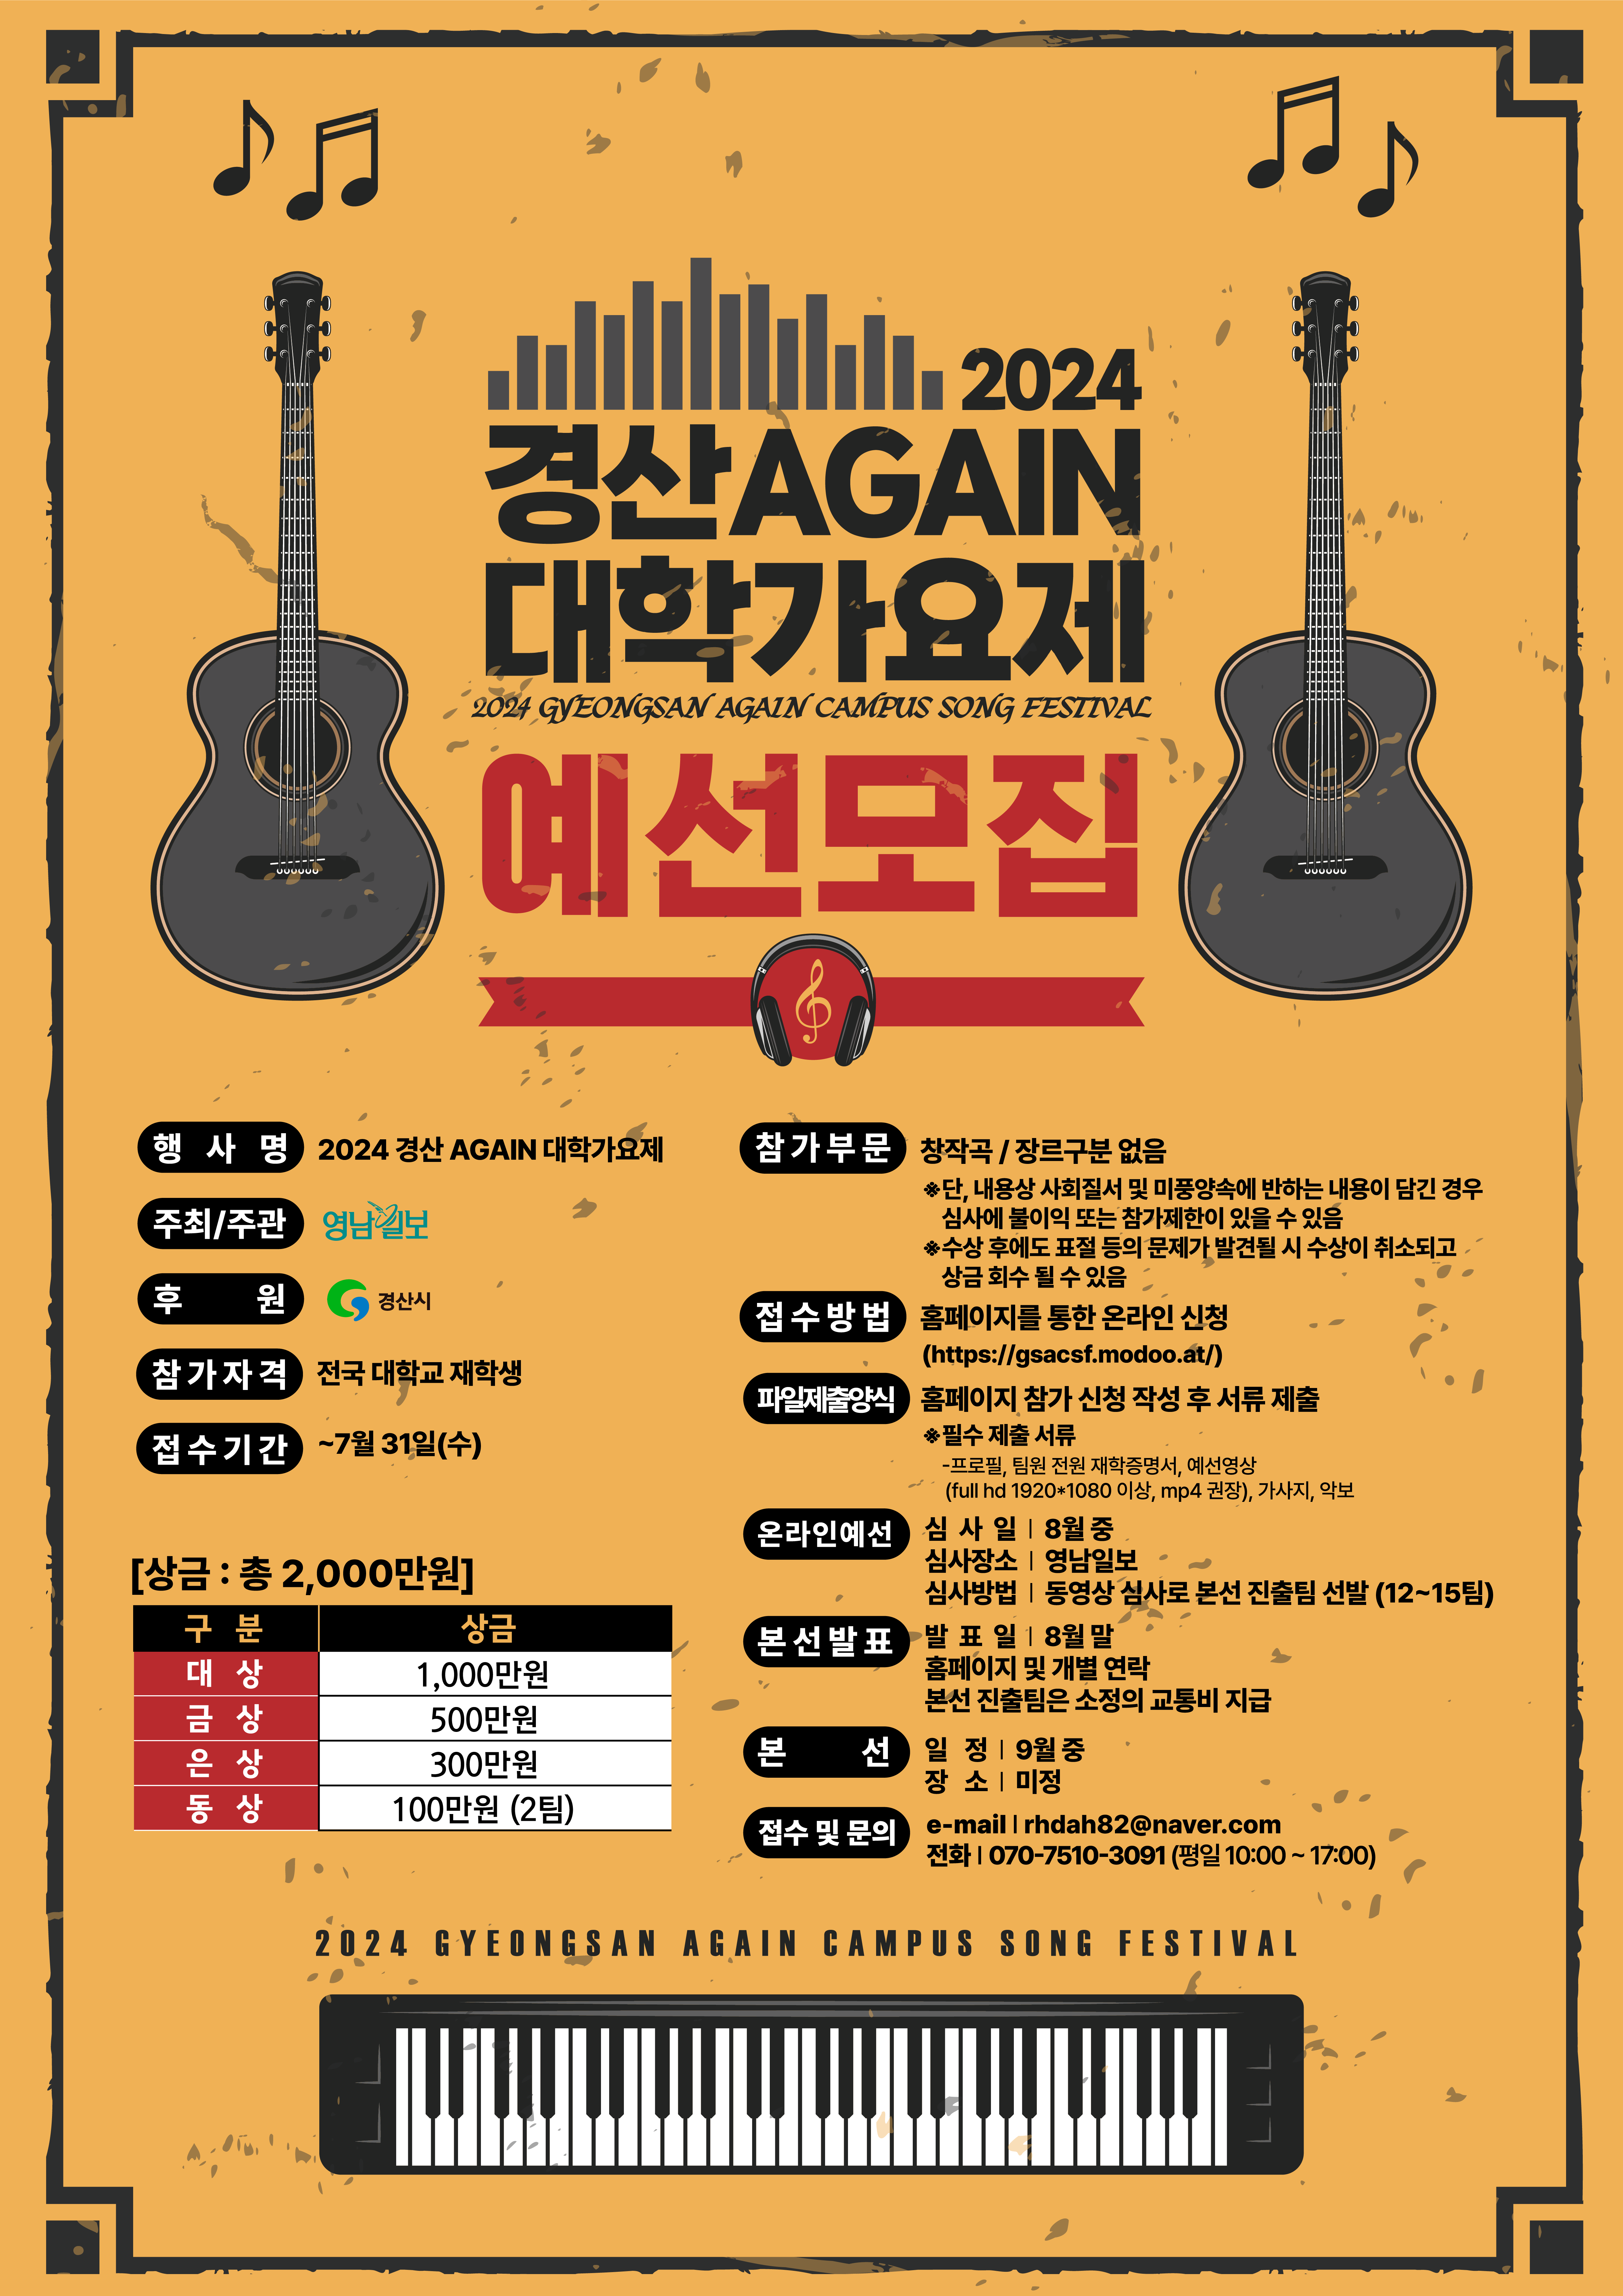 2024
경산AGAIN
대학가요제
2024 GYEONGSAN AGAIN CAMPUS SONG FESTIVAL
예선모집
행 사 명 2024 경산 AGAIN 대학가요제
주최/주관 영남일보
후 원 경산시
참가자격 전국 대학교 재학생
접수기간 ~7월 31일(수)
[상금 : 총 2,000만원]
구 분 상금
대 상 1,000만원
금 상 500만원
은 상 300만원
동 상 100만원 (2팀)
참가부문 창작곡 / 장르구분 없음
※단, 내용상 사회질서 및 미풍양속에 반하는 내용이 담긴 경우
심사에 불이익 또는 참가제한이 있을 수 있음
※수상 후에도 표절 등의 문제가 발견될 시 수상이 취소되고
상금 회수 될 수 있음
접수방법 홈페이지를 통한 온라인 신청
(https://gsacsf.modoo.at/)
파일제출양식 홈페이지 참가 신청 작성 후 서류 제출
※필수 제출 서류
-프로필, 팀원 전원 재학증명서, 예선영상
(full hd 1920*1080 이상, mp4 권장), 가사지, 악보
온라인예선 심 사 일 | 8월 중
심사장소 | 영남일보
심사방법 | 동영상 심사로 본선 진출팀 선발 (12~15팀)
본선발표 발 표 일 | 8월 말
홈페이지 및 개별 연락
본선 진출팀은 소정의 교통비 지급
본 선 일 정 | 9월 중
장 소 | 미정
접수 및 문의 e-mail | rhdah82@naver.com
전화 | 070-7510-3091 (평일 10:00 ~ 17:00)
2024 GYEONGSAN AGAIN CAMPUS SONG FESTIVAL